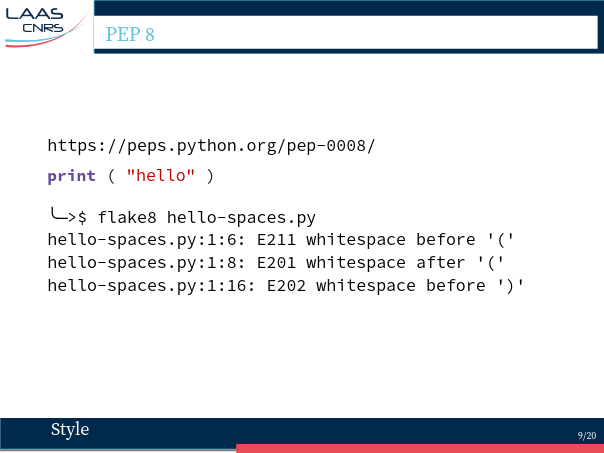 LAAS
CNRS
PEP 8
https://peps.python.org/pep-0008/
print ( "hello" )
╰─>$ flake8 hello-spaces.py
hello-spaces.py:1:6: E211 whitespace before '('
hello-spaces.py:1:8: E201 whitespace after '('
hello-spaces.py:1:16: E202 whitespace before ')'
Style
9/20